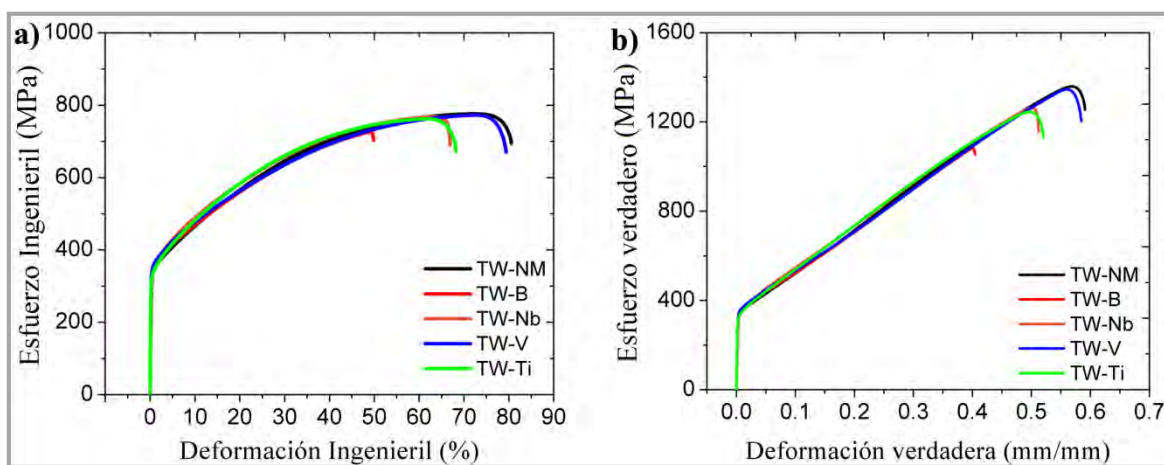 a)
Esfuerzo Ingenieril (MPa)
1000
800
600
400
200
0
TW-NM
TW-B
TW-Nb
TW-V
TW-Ti
0 10 20 30 40 50 60 70 80 90
Deformación Ingenieril (%)
b)
Esfuerzo verdadero (MPa)
1600
1200
800
400
0
TW-NM
TW-B
TW-Nb
TW-V
TW-Ti
0.0 0.1 0.2 0.3 0.4 0.5 0.6 0.7
Deformación verdadera (mm/mm)